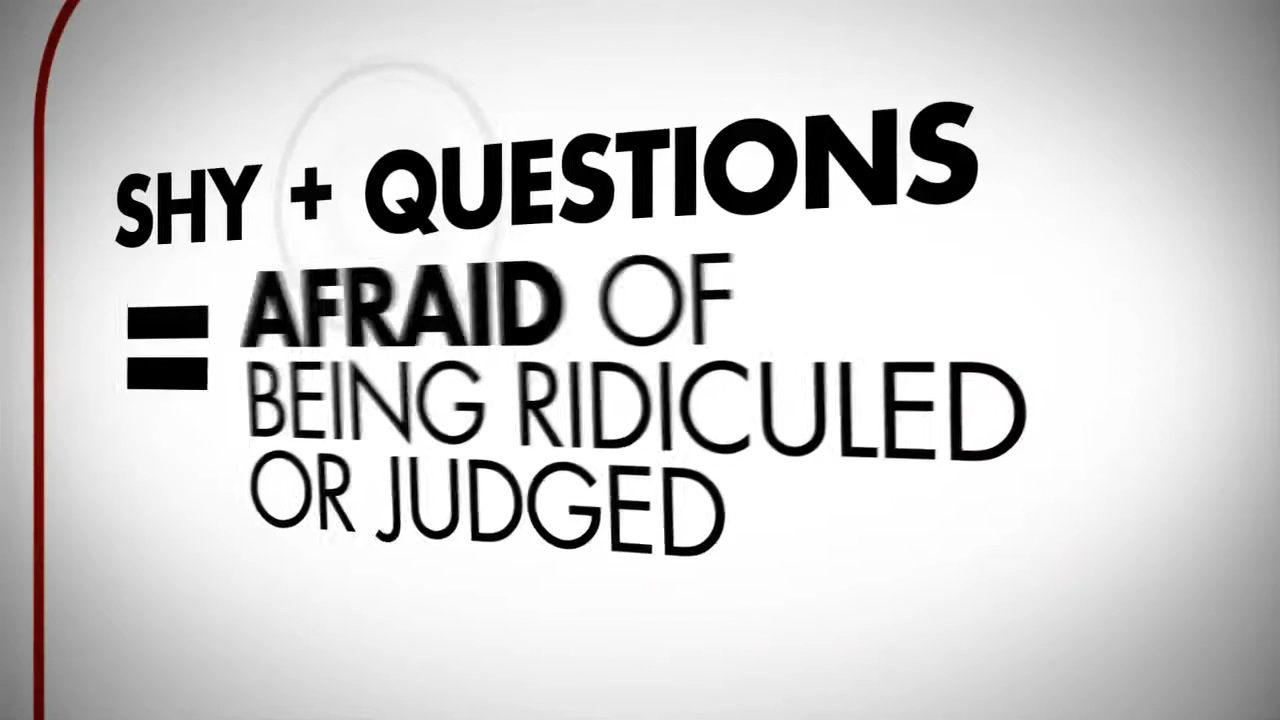 SHY + QUESTIONS
= AFRAID OF
BEING RIDICULED
OR JUDGED